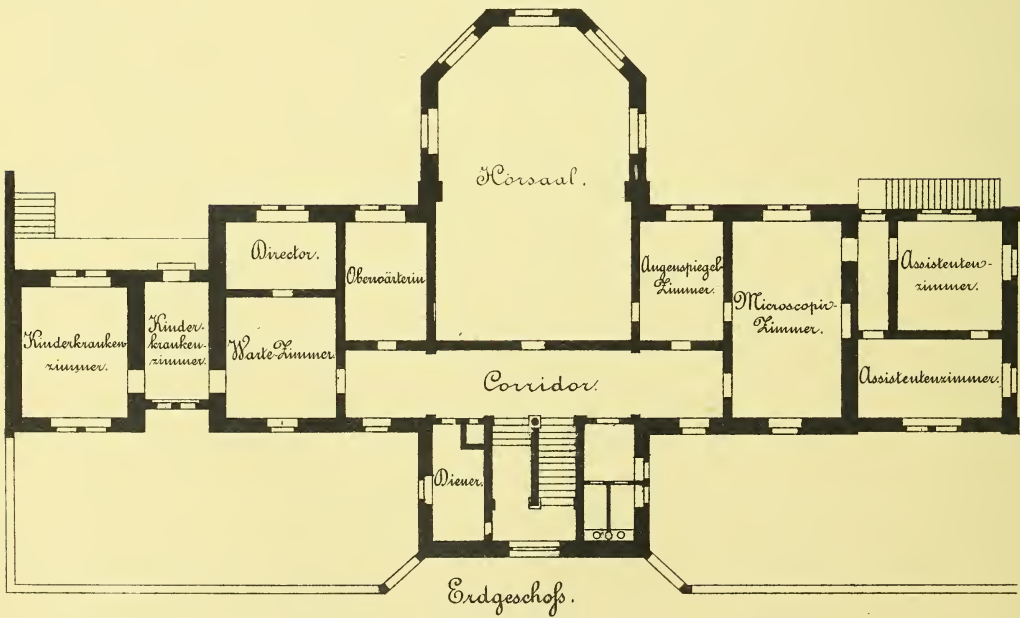 Hörsaal.
Director.
Oberwärterin
Augenspiegel-
Zimmer.
Assistenten-
zimmer.
Kinderkranken
zimmer.
Kinder-
kranken-
zimmer.
Warte-Zimmer.
Microscopir-
Zimmer.
Corridor.
Assistentenzimmer.
Diener.
Erdgeschoſs.